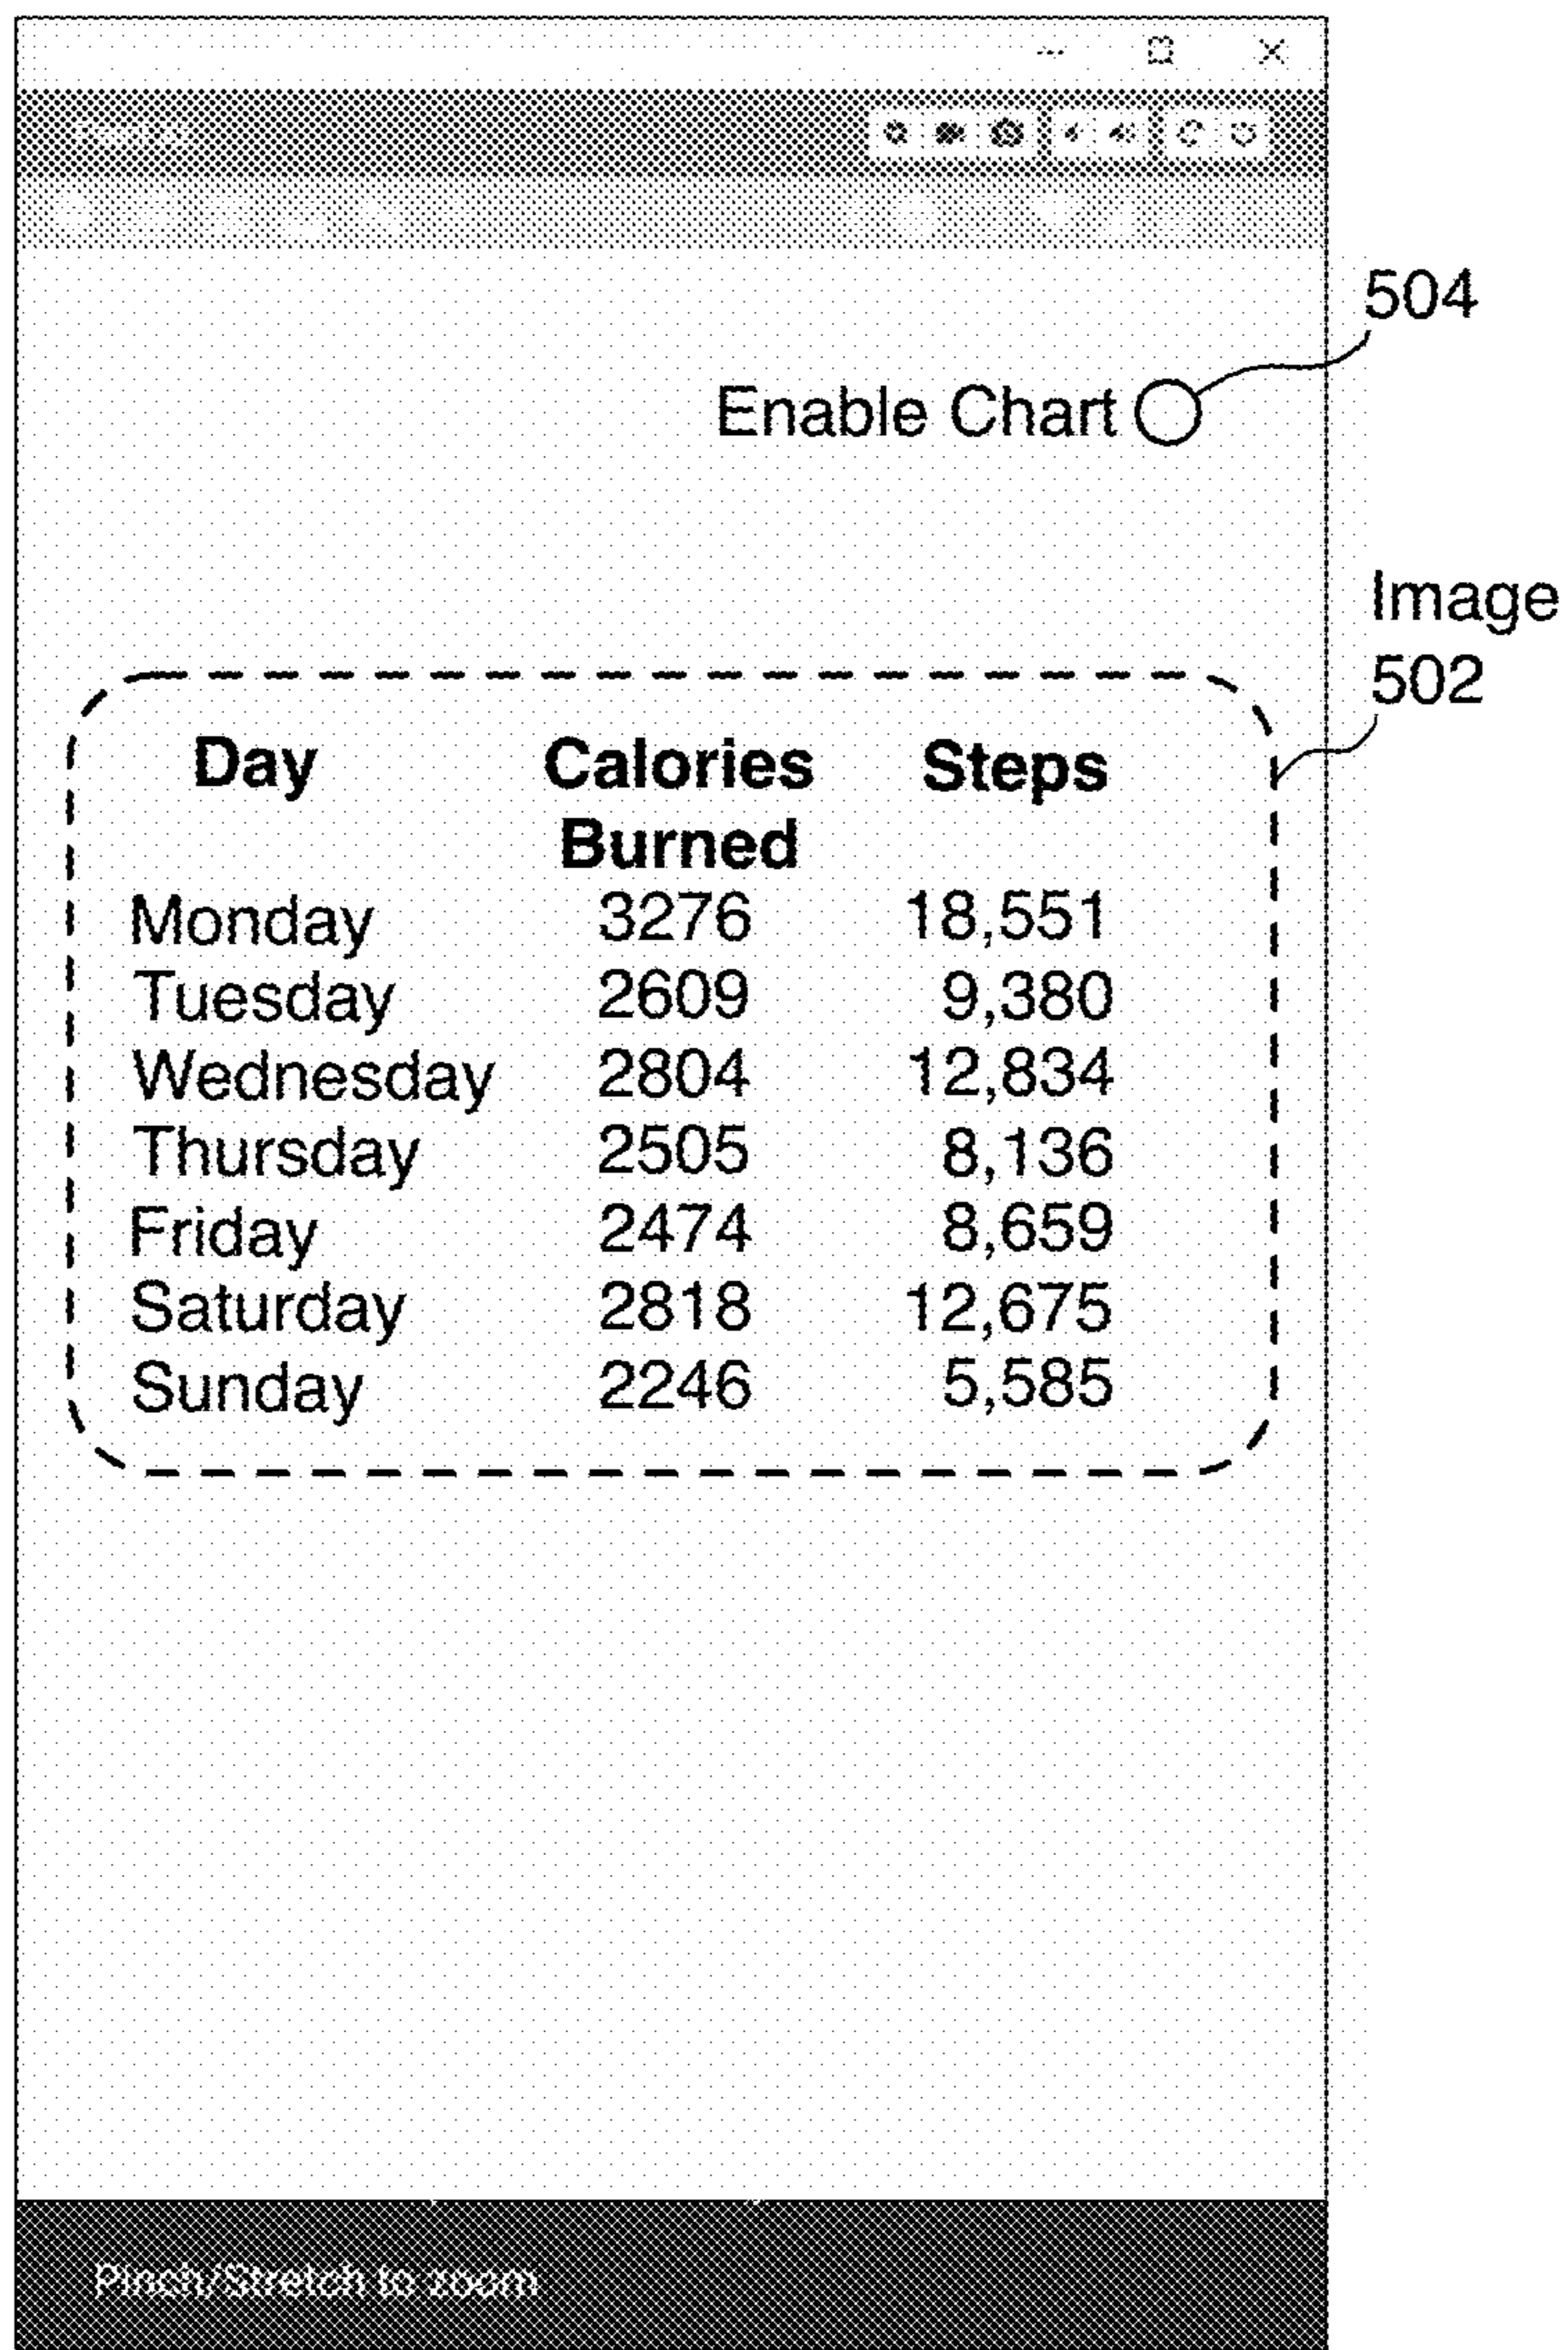 504
Enable Chart
Image
502
Day Calories Steps
Burned
Monday 3276 18,551
Tuesday 2609 9,380
Wednesday 2804 12,834
Thursday 2505 8,136
Friday 2474 8,659
Saturday 2818 12,675
Sunday 2246 5,585
Pinch/Stretch to zoom